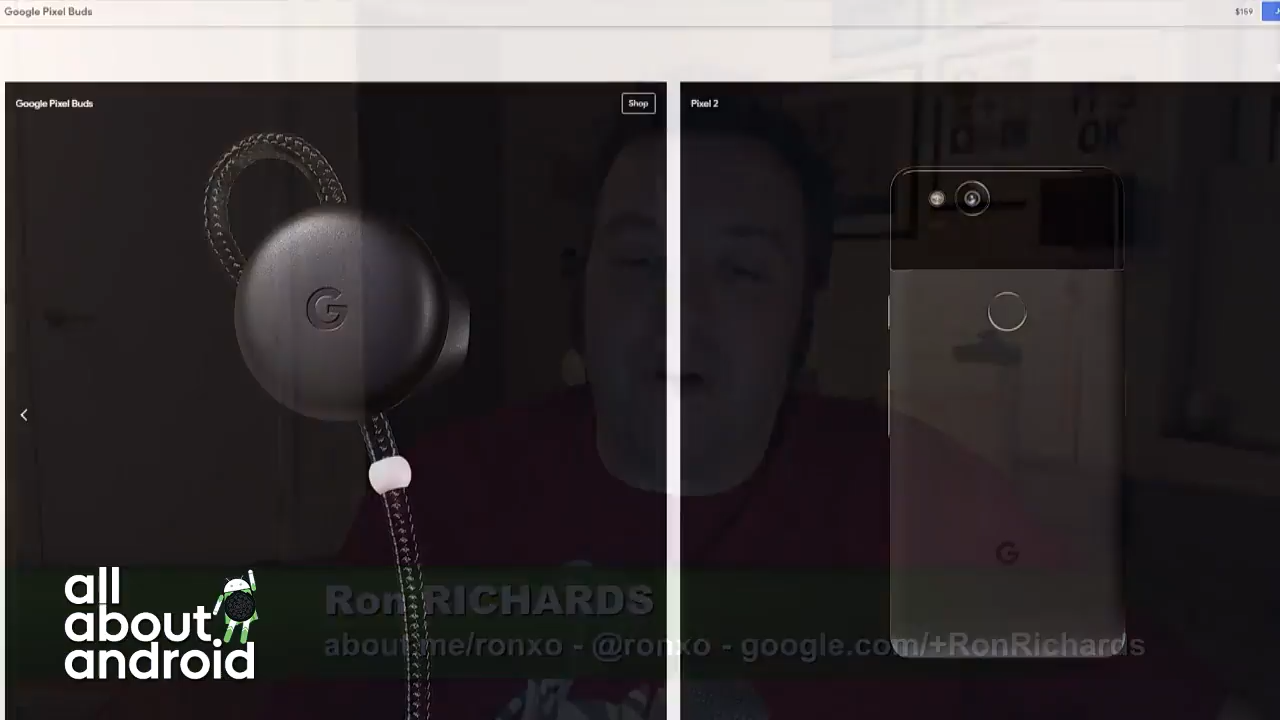 Google Pixel Buds
$159
Google Pixel Buds
Shop
Pixel 2
G
G
all
about
android
Ron RICHARDS
about.me/ronxo - @ronxo - google.com/+RonRichards